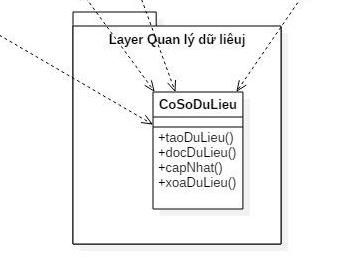 Layer Quan lý dữ liêuj
CoSoDuLieu
+taoDuLieu()
+docDuLieu()
+capNhat()
+xoaDuLieu()